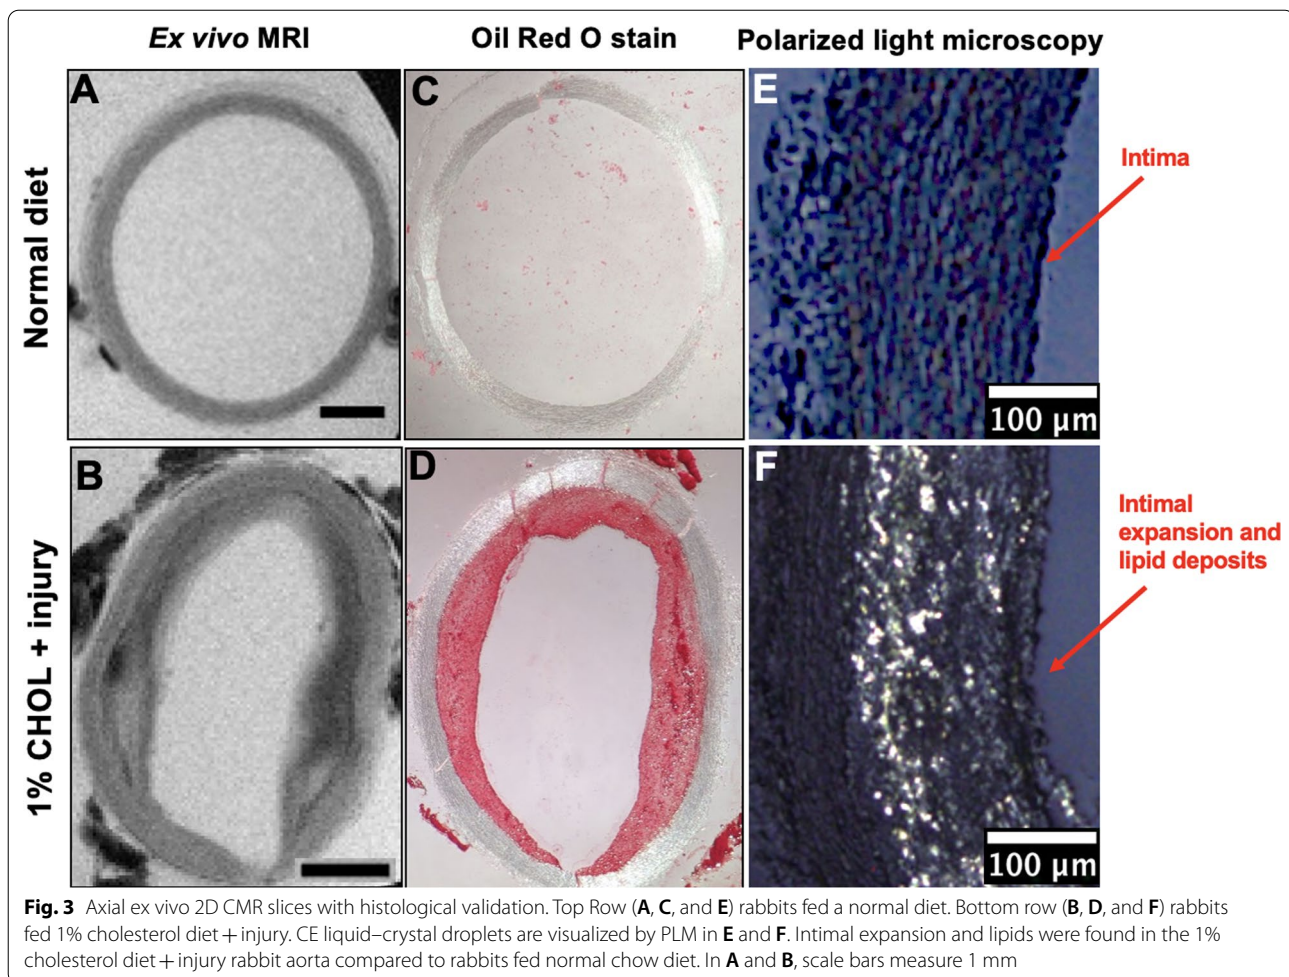 Ex vivo MRI
Oil Red O stain
Polarized light microscopy
Normal diet
A
C
E
Intima
100 µm
1% CHOL + injury
B
D
F
Intimal
expansion and
lipid deposits
100 µm
Fig. 3 Axial ex vivo 2D CMR slices with histological validation. Top Row (A, C, and E) rabbits fed a normal diet. Bottom row (B, D, and F) rabbits
fed 1% cholesterol diet + injury. CE liquid–crystal droplets are visualized by PLM in E and F. Intimal expansion and lipids were found in the 1%
cholesterol diet + injury rabbit aorta compared to rabbits fed normal chow diet. In A and B, scale bars measure 1 mm